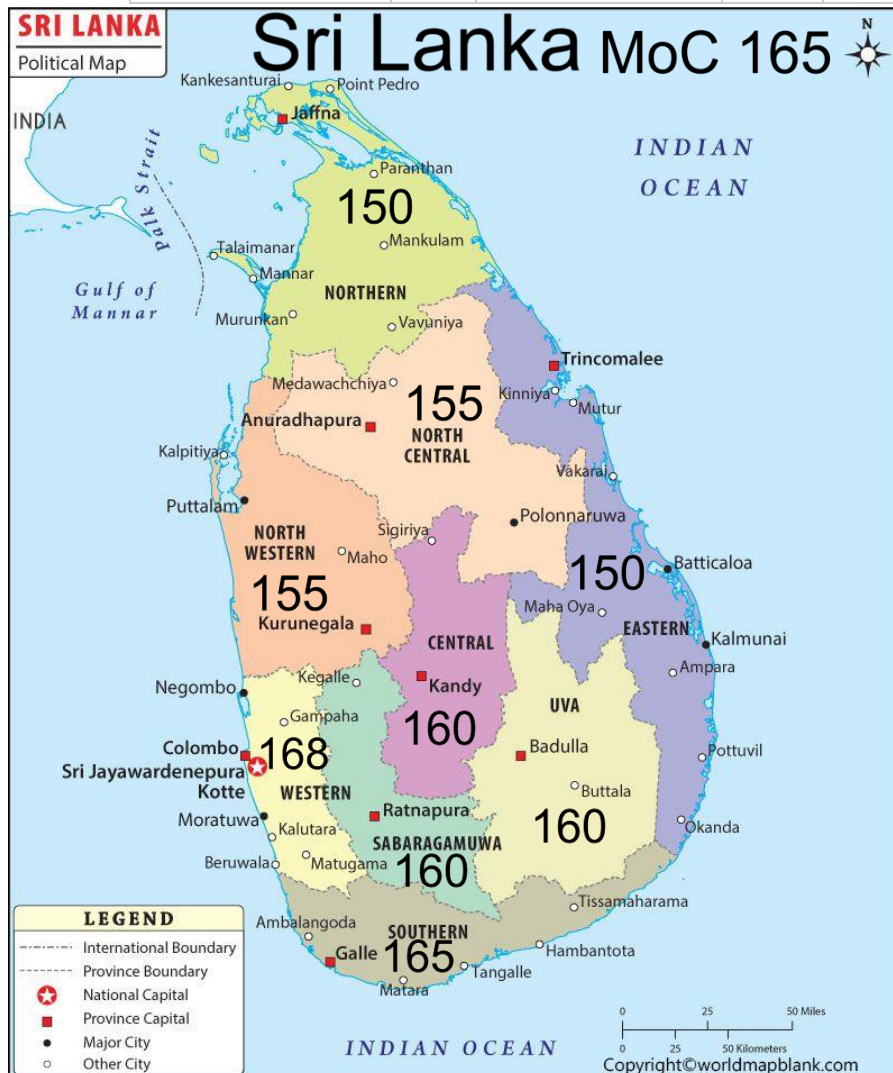 SRI LANKA
Political Map
Sri Lanka MoC 165
N
INDIA
Kankesanturai
Point Pedro
Jaffna
INDIAN
OCEAN
Palk Strait
Paranthan
150
Mankulam
Talaimanar
Mannar
Gulf of
Mannar
NORTHERN
Murunkan
Vavuniya
Trincomalee
Medawachchiya
Kinniya
Mutur
155
Anuradhapura
NORTH
CENTRAL
Kalpitiya
Vakarai
Puttalam
Polonnaruwa
NORTH
WESTERN
Sigiriya
Maho
Batticaloa
150
155
Maha Oya
Kurunegala
EASTERN
CENTRAL
Kalmunai
Kegalle
Kandy
Ampara
Negombo
UVA
Gampaha
160
Badulla
Colombo
168
Pottuvil
Sri Jayawardenepura
Kotte
WESTERN
Buttala
Moratuwa
Ratnapura
160
Okanda
Kalutara
SABARAGAMUWA
Beruwala
Matugama
160
Tissamaharama
Ambalangoda
SOUTHERN
Hambantota
Galle
165
Tangalle
Matara
LEGEND
International Boundary
Province Boundary
National Capital
Province Capital
Major City
Other City
0 25 50 Miles
0 25 50 Kilometers
INDIAN OCEAN
Copyright©worldmapblank.com